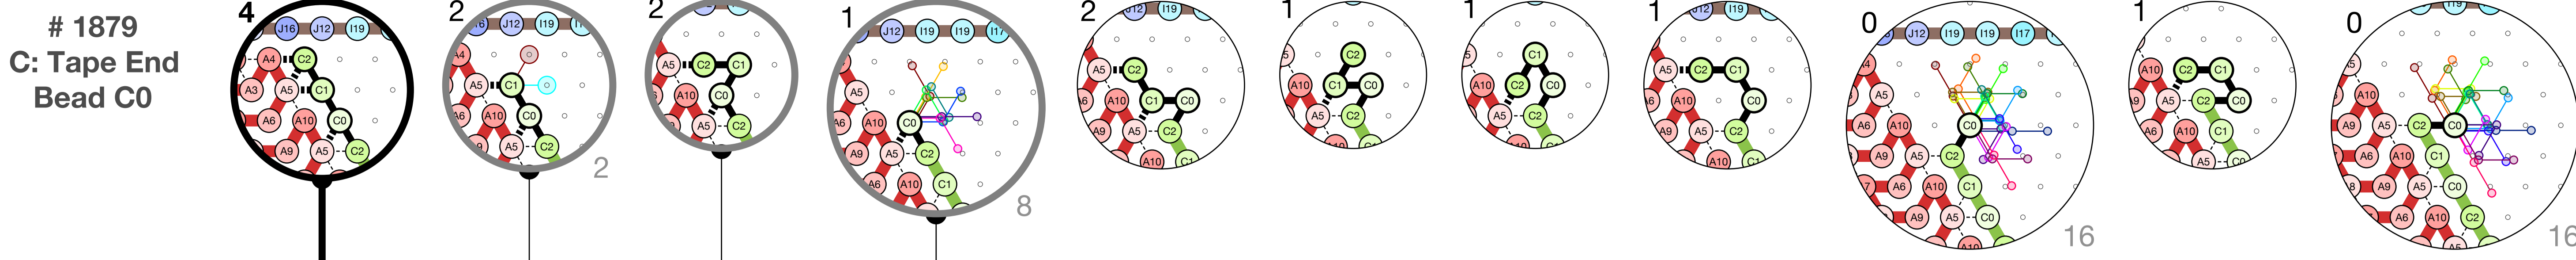 # 1879
C: Tape End
Bead C0
4
J16 J12 I19
A4 C2
A3 A5 C1
A6 A10 C0
A9 A5 C2
2
J12 I19
A4
A5 C1
A6 A10 C0
A9 A5 C2
2
2
A5 C2 C1
A10 C0
A5 C2
1
J12 I19 I19 I17
A5
A6 A10 C0
A9 A5 C2
A6 A10 C1
8
2
J12 I19
A5 C2
A6 A10 C1 C0
A9 A5 C2
A10 C1
1
C2
A10 C1 C0
A5 C2
1
C1
A10 C2 C0
A5 C2
1
J12 I19
A5 C2 C1
A6 A10 C0
A9 A5 C2
A10 C1
0
J12 I19 I19 I17
A4
A5
A6 A10 C0
A9 A5 C2
A6 A10 C1
A9 A5 C0
A10
16
1
A10 C2 C1
A9 A5 C2 C0
A6 A10 C1
A5 C0
0
I19
A10
A9 A5 C2 C0
A6 A10 C1
A9 A5 C0
A6 A10 C2
A5
16